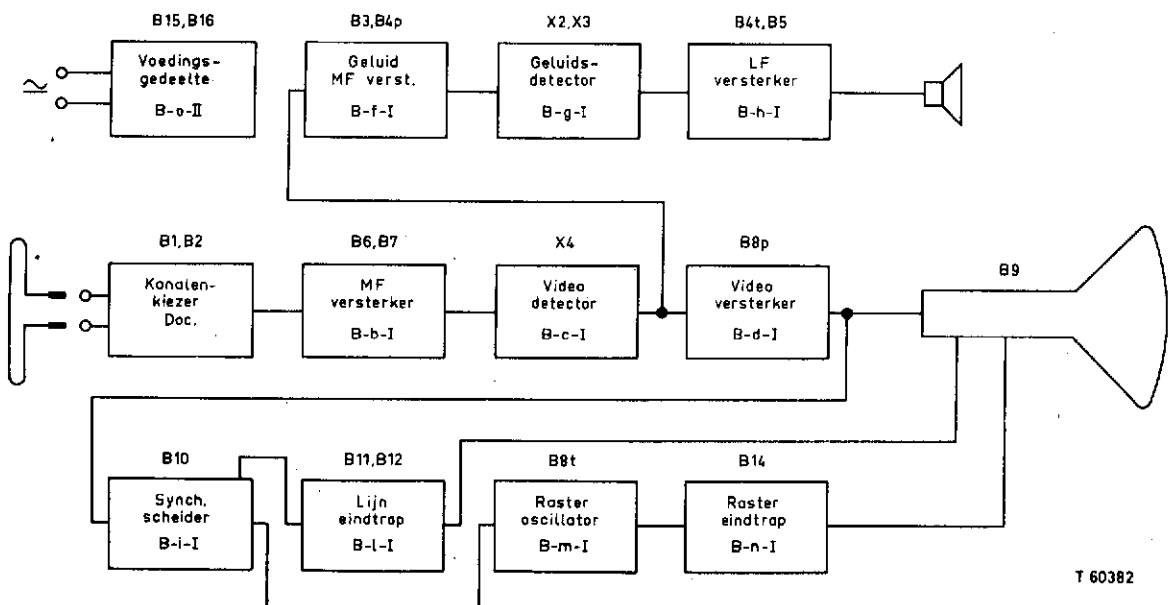 B15, B16
Voedings-
gedeelte
B-a-II
B3, B4p
Geluid
MF verst.
B-f-I
X2, X3
Geluids-
detector
B-g-I
B4t, B5
LF
versterker
B-h-I
B1, B2
Kanalen-
kiezer
Doc.
B6, B7
MF
versterker
B-b-I
X4
Video
detector
B-c-I
B8p
Video
versterker
B-d-I
B9
B10
Synch.
scheider
B-i-I
B11, B12
Lijn
eindtrap
B-l-I
B8t
Raster
oscillator
B-m-I
B14
Raster
eindtrap
B-n-I
T 60382